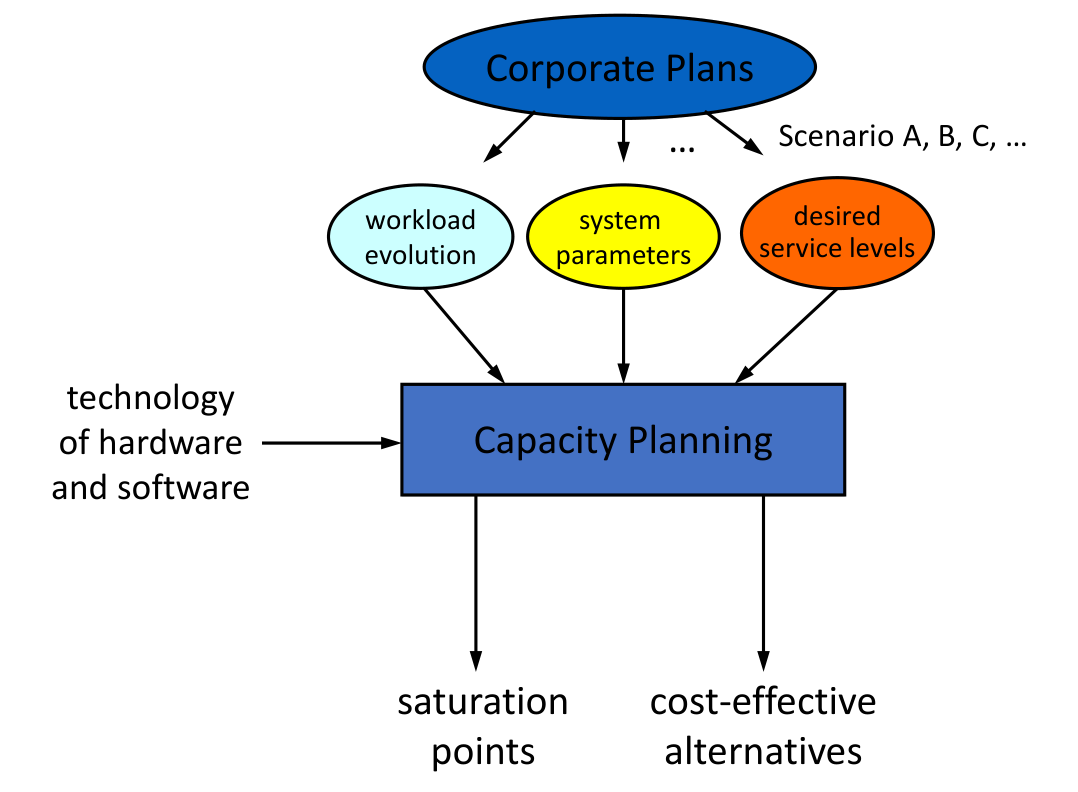 Corporate Plans
...
Scenario A, B, C, ...
workload
evolution
system
parameters
desired
service levels
technology
of hardware
and software
Capacity Planning
saturation
points
cost-effective
alternatives